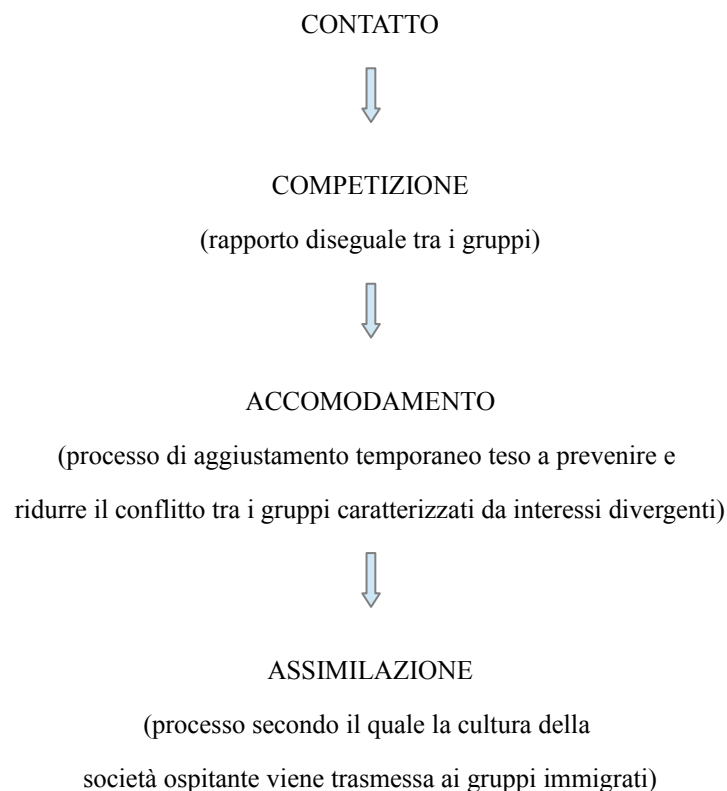 CONTATTO
COMPETIZIONE
(rapporto diseguale tra i gruppi)
ACCOMODAMENTO
(processo di aggiustamento temporaneo teso a prevenire e
ridurre il conflitto tra i gruppi caratterizzati da interessi divergenti)
ASSIMILAZIONE
(processo secondo il quale la cultura della
società ospitante viene trasmessa ai gruppi immigrati)